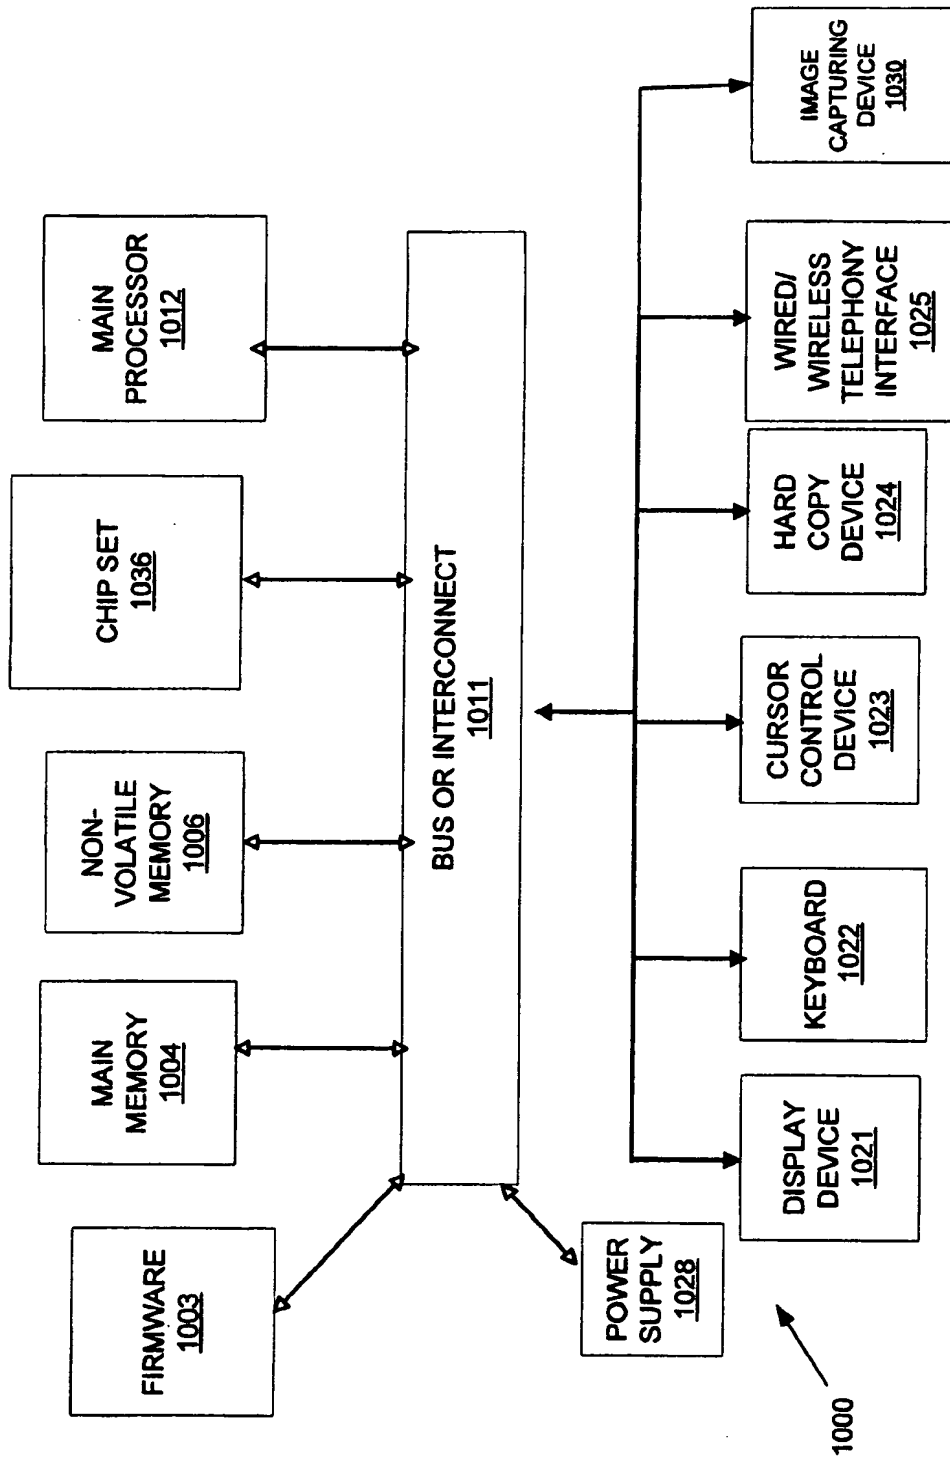 FIRMWARE
1003
MAIN
MEMORY
1004
NON-
VOLATILE
MEMORY
1006
CHIP SET
1036
MAIN
PROCESSOR
1012
BUS OR INTERCONNECT
1011
POWER
SUPPLY
1028
DISPLAY
DEVICE
1021
KEYBOARD
1022
CURSOR
CONTROL
DEVICE
1023
HARD
COPY
DEVICE
1024
WIRED/
WIRELESS
TELEPHONY
INTERFACE
1025
IMAGE
CAPTURING
DEVICE
1030
1000